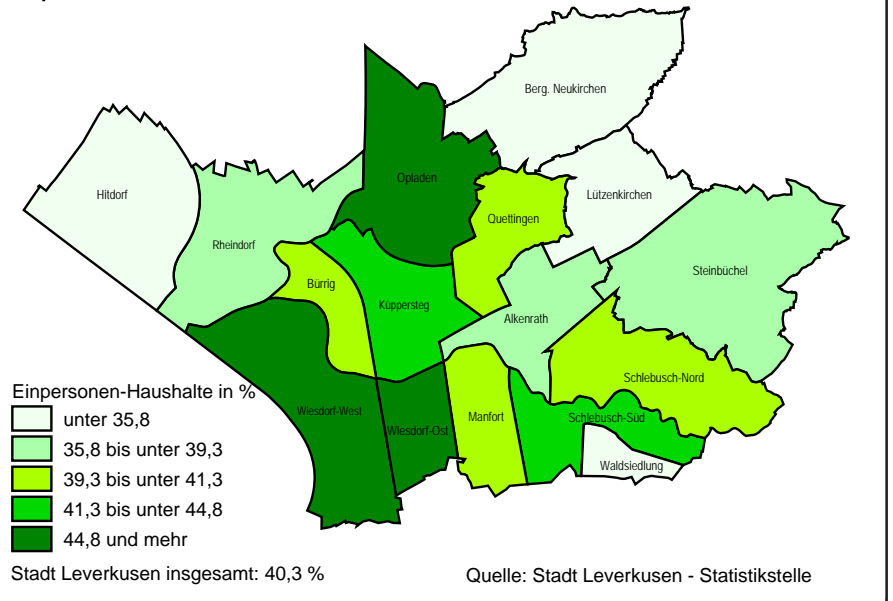 Berg. Neukirchen
Opladen
Hitdorf
Lützenkirchen
Quettingen
Rheindorf
Steinbüchel
Bürrig
Küppersteg
Alkenrath
Schlebusch-Nord
Einpersonen-Haushalte in %
Wiesdorf-West
Manfort
Schlebusch-Süd
unter 35,8
Wiesdorf-Ost
35,8 bis unter 39,3
Waldsiedlung
39,3 bis unter 41,3
41,3 bis unter 44,8
44,8 und mehr
Stadt Leverkusen insgesamt: 40,3 %
Quelle: Stadt Leverkusen - Statistikstelle